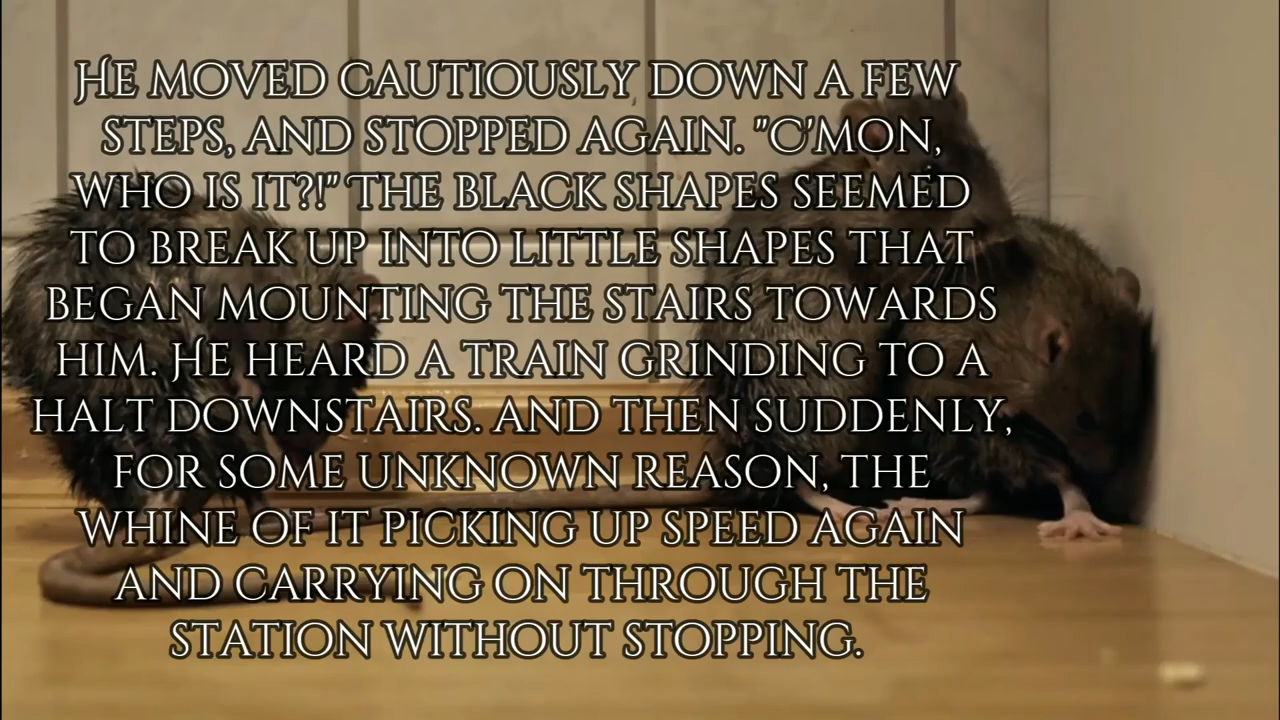 He moved cautiously down a few
steps, and stopped again. "C'mon,
who is it?!" The black shapes seemed
to break up into little shapes that
began mounting the stairs towards
him. He heard a train grinding to a
halt downstairs. And then suddenly,
for some unknown reason, the
whine of it picking up speed again
and carrying on through the
station without stopping.